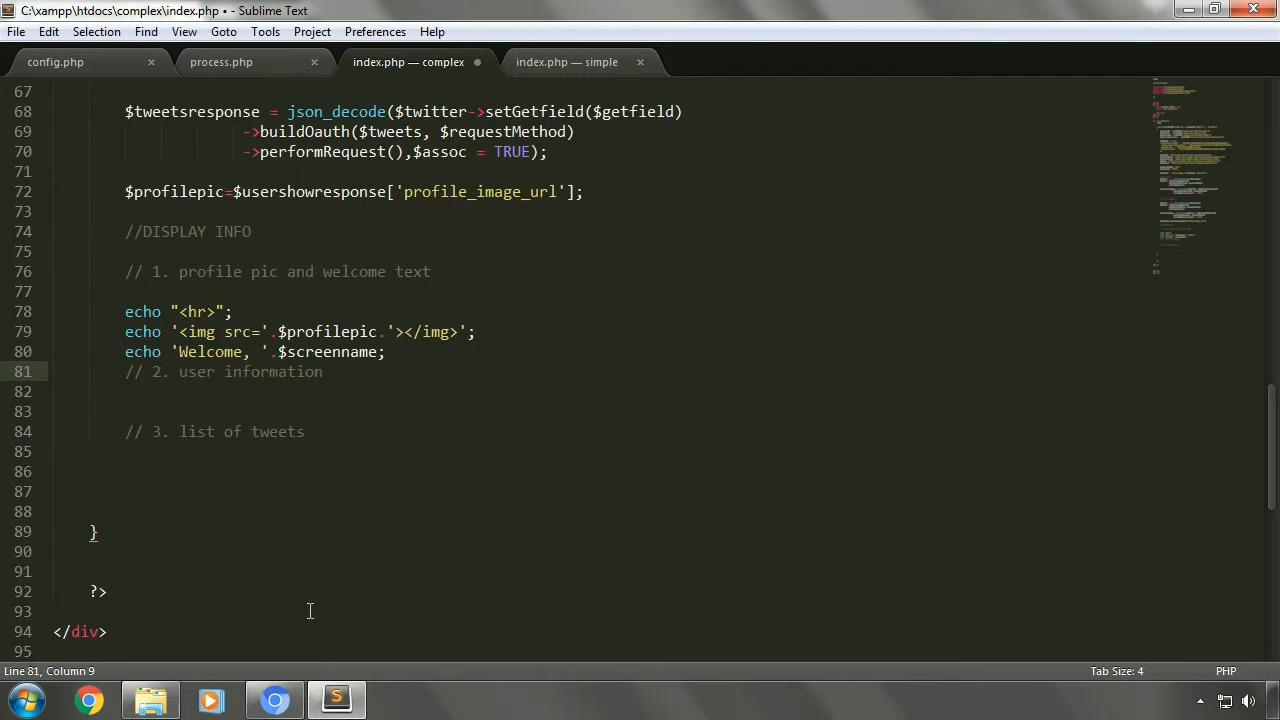 C:\xampp\htdocs\complex\index.php • - Sublime Text
File Edit Selection Find View Goto Tools Project Preferences Help
config.php × process.php × index.php — complex index.php — simple ×
67
68 $tweetsresponse = json_decode($twitter->setGetfield($getfield)
69 ->buildOauth($tweets, $requestMethod)
70 ->performRequest(),$assoc = TRUE);
71
72 $profilepic=$usershowresponse['profile_image_url'];
73
74 //DISPLAY INFO
75
76 // 1. profile pic and welcome text
77
78 echo "<hr>";
79 echo '<img src='.$profilepic.'></img>';
80 echo 'Welcome, '.$screenname;
81 // 2. user information
82
83
84 // 3. list of tweets
85
86
87
88
89 }
90
91
92 ?>
93
94 </div>
95
Line 81, Column 9 Tab Size: 4 PHP